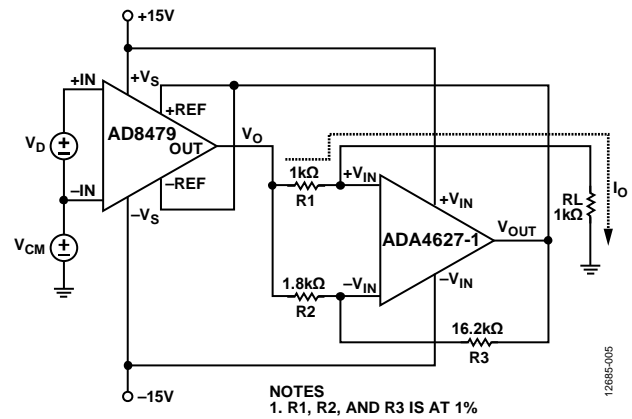 +15V
+IN
+VS
+REF
AD8479
OUT
VO
VD
–IN
–REF
–VS
VCM
1kΩ
R1
+VIN
+VIN
RL
1kΩ
IO
ADA4627-1
VOUT
1.8kΩ
R2
–VIN
–VIN
16.2kΩ
R3
–15V
NOTES
1. R1, R2, AND R3 IS AT 1%
12685-005